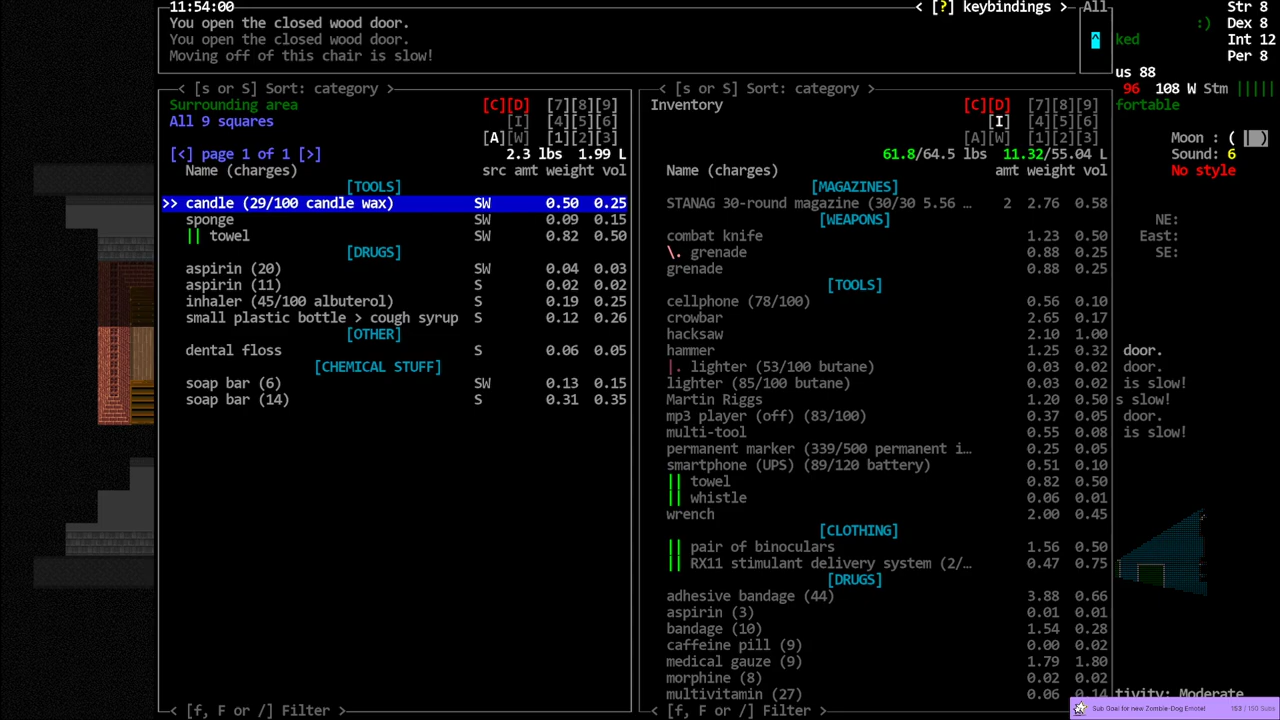 11:54:00
You open the closed wood door.
You open the closed wood door.
Moving off of this chair is slow!
< [?] keybindings >
All
^
Str 8
:) Dex 8
ked Int 12
Per 8
us 88
96 108 W Stm |||||
fortable
Moon : ( | )
Sound: 6
No style
NE:
East:
SE:
door.
door.
is slow!
s slow!
door.
is slow!
tivity: Moderate
< [s or S] Sort: category >
Surrounding area [C][D] [7][8][9]
All 9 squares [I] [4][5][6]
[A][W] [1][2][3]
[<] page 1 of 1 [>] 2.3 lbs 1.99 L
Name (charges) src amt weight vol
[TOOLS]
>> candle (29/100 candle wax) SW 0.50 0.25
sponge SW 0.09 0.15
|| towel SW 0.82 0.50
[DRUGS]
aspirin (20) SW 0.04 0.03
aspirin (11) S 0.02 0.02
inhaler (45/100 albuterol) S 0.19 0.25
small plastic bottle > cough syrup S 0.12 0.26
[OTHER]
dental floss S 0.06 0.05
[CHEMICAL STUFF]
soap bar (6) SW 0.13 0.15
soap bar (14) S 0.31 0.35
< [f, F or /] Filter >
< [s or S] Sort: category >
Inventory [C][D] [7][8][9]
[I] [4][5][6]
[A][W] [1][2][3]
61.8/64.5 lbs 11.32/55.04 L
Name (charges) amt weight vol
[MAGAZINES]
STANAG 30-round magazine (30/30 5.56 … 2 2.76 0.58
[WEAPONS]
combat knife 1.23 0.50
\. grenade 0.88 0.25
grenade 0.88 0.25
[TOOLS]
cellphone (78/100) 0.56 0.10
crowbar 2.65 0.17
hacksaw 2.10 1.00
hammer 1.25 0.32
|. lighter (53/100 butane) 0.03 0.02
lighter (85/100 butane) 0.03 0.02
Martin Riggs 1.20 0.50
mp3 player (off) (83/100) 0.37 0.05
multi-tool 0.55 0.08
permanent marker (339/500 permanent i… 0.25 0.05
smartphone (UPS) (89/120 battery) 0.51 0.10
|| towel 0.82 0.50
|| whistle 0.06 0.01
wrench 2.00 0.45
[CLOTHING]
|| pair of binoculars 1.56 0.50
|| RX11 stimulant delivery system (2/… 0.47 0.75
[DRUGS]
adhesive bandage (44) 3.88 0.66
aspirin (3) 0.01 0.01
bandage (10) 1.54 0.28
caffeine pill (9) 0.00 0.02
medical gauze (9) 1.79 1.80
morphine (8) 0.02 0.02
multivitamin (27) 0.06 0.14
< [f, F or /] Filter >
Sub Goal for new Zombie-Dog Emote! 153 / 150 Subs